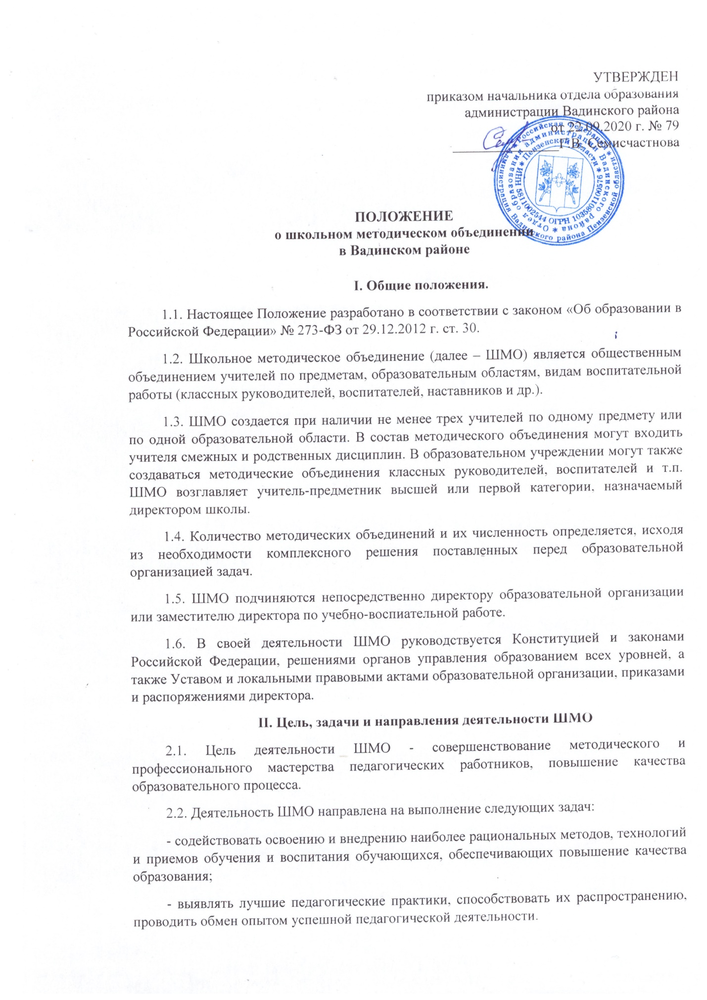 УТВЕРЖДЕН
приказом начальника отдела образования
администрации Вадинского района
от 22.09.2020 г. № 79
Г.В. Семисчастнова
Администрация Вадинского района Пензенской области * Российская Федерация *
Отдел образования администрации Вадинского района *
* Пензенской области * ИНН 5811002544 ОГРН 1035801100576
ПОЛОЖЕНИЕ
о школьном методическом объединении
в Вадинском районе
I. Общие положения.
1.1. Настоящее Положение разработано в соответствии с законом «Об образовании в
Российской Федерации» № 273-ФЗ от 29.12.2012 г. ст. 30.
1.2. Школьное методическое объединение (далее – ШМО) является общественным
объединением учителей по предметам, образовательным областям, видам воспитательной
работы (классных руководителей, воспитателей, наставников и др.).
1.3. ШМО создается при наличии не менее трех учителей по одному предмету или
по одной образовательной области. В состав методического объединения могут входить
учителя смежных и родственных дисциплин. В образовательном учреждении могут также
создаваться методические объединения классных руководителей, воспитателей и т.п.
ШМО возглавляет учитель-предметник высшей или первой категории, назначаемый
директором школы.
1.4. Количество методических объединений и их численность определяется, исходя
из необходимости комплексного решения поставленных перед образовательной
организацией задач.
1.5. ШМО подчиняются непосредственно директору образовательной организации
или заместителю директора по учебно-воспиательной работе.
1.6. В своей деятельности ШМО руководствуется Конституцией и законами
Российской Федерации, решениями органов управления образованием всех уровней, а
также Уставом и локальными правовыми актами образовательной организации, приказами
и распоряжениями директора.
II. Цель, задачи и направления деятельности ШМО
2.1. Цель деятельности ШМО - совершенствование методического и
профессионального мастерства педагогических работников, повышение качества
образовательного процесса.
2.2. Деятельность ШМО направлена на выполнение следующих задач:
- содействовать освоению и внедрению наиболее рациональных методов, технологий
и приемов обучения и воспитания обучающихся, обеспечивающих повышение качества
образования;
- выявлять лучшие педагогические практики, способствовать их распространению,
проводить обмен опытом успешной педагогической деятельности.